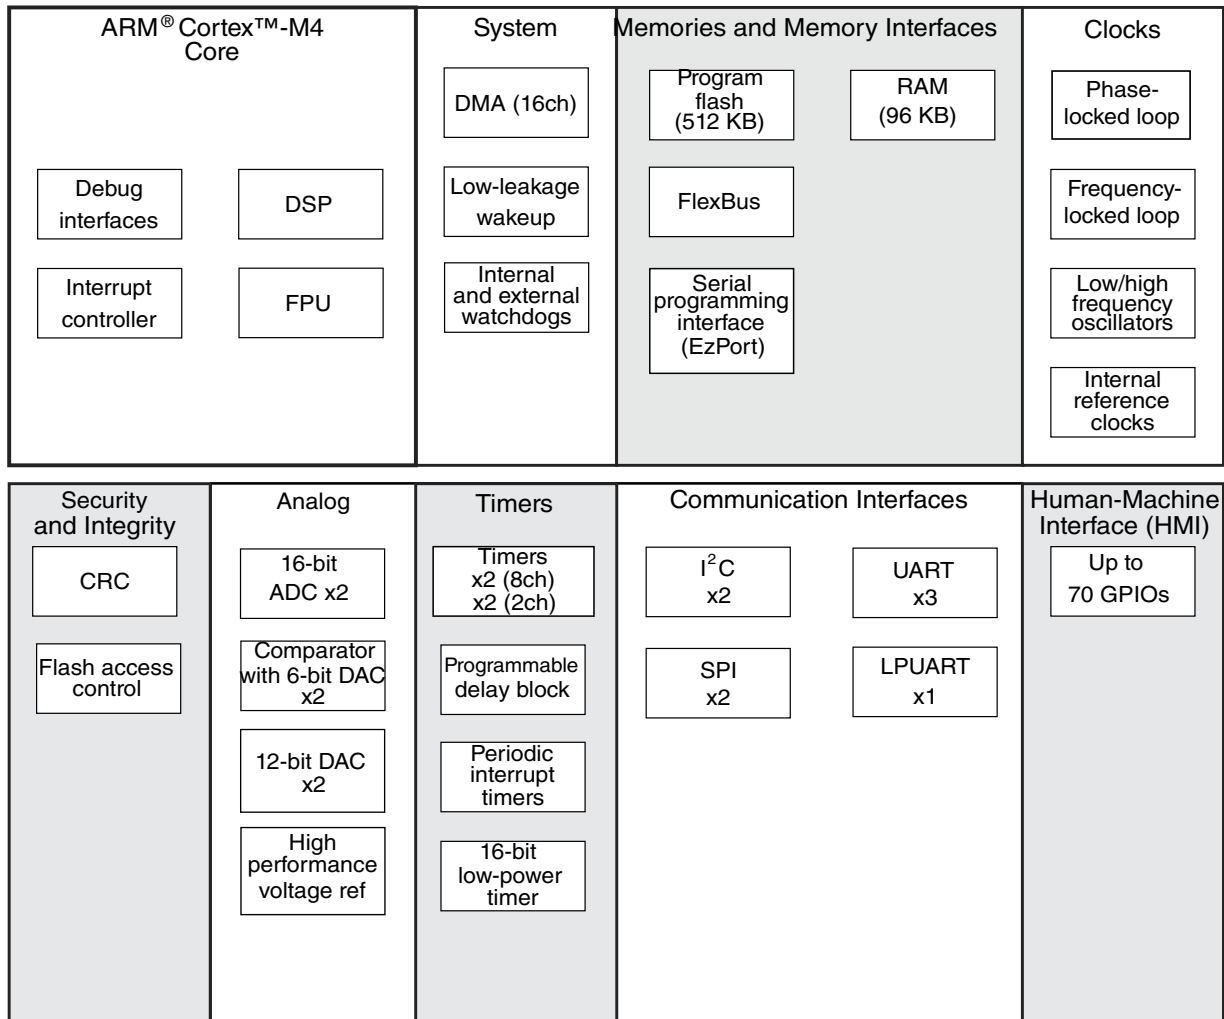 ARM® Cortex™-M4
Core
Debug
interfaces
DSP
Interrupt
controller
FPU
System
DMA (16ch)
Low-leakage
wakeup
Internal
and external
watchdogs
Memories and Memory Interfaces
Program
flash
(512 KB)
RAM
(96 KB)
FlexBus
Serial
programming
interface
(EzPort)
Clocks
Phase-
locked loop
Frequency-
locked loop
Low/high
frequency
oscillators
Internal
reference
clocks
Security
and Integrity
CRC
Flash access
control
Analog
16-bit
ADC x2
Comparator
with 6-bit DAC
x2
12-bit DAC
x2
High
performance
voltage ref
Timers
Timers
x2 (8ch)
x2 (2ch)
Programmable
delay block
Periodic
interrupt
timers
16-bit
low-power
timer
Communication Interfaces
I²C
x2
UART
x3
SPI
x2
LPUART
x1
Human-Machine
Interface (HMI)
Up to
70 GPIOs